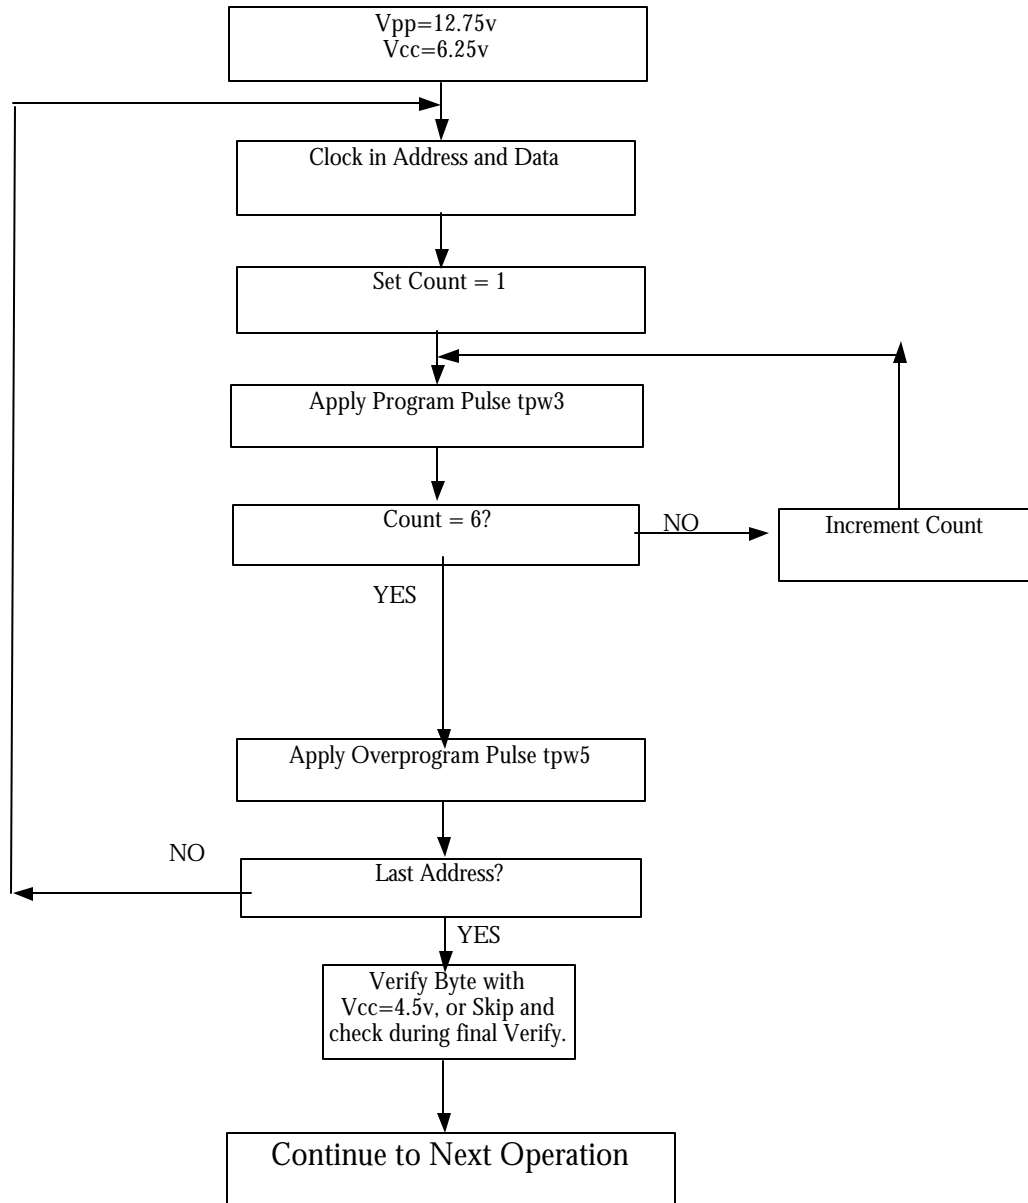 Vpp=12.75v
Vcc=6.25v
Clock in Address and Data
Set Count = 1
Apply Program Pulse tpw3
Count = 6?
NO
Increment Count
YES
Apply Overprogram Pulse tpw5
NO
Last Address?
YES
Verify Byte with
Vcc=4.5v, or Skip and
check during final Verify.
Continue to Next Operation